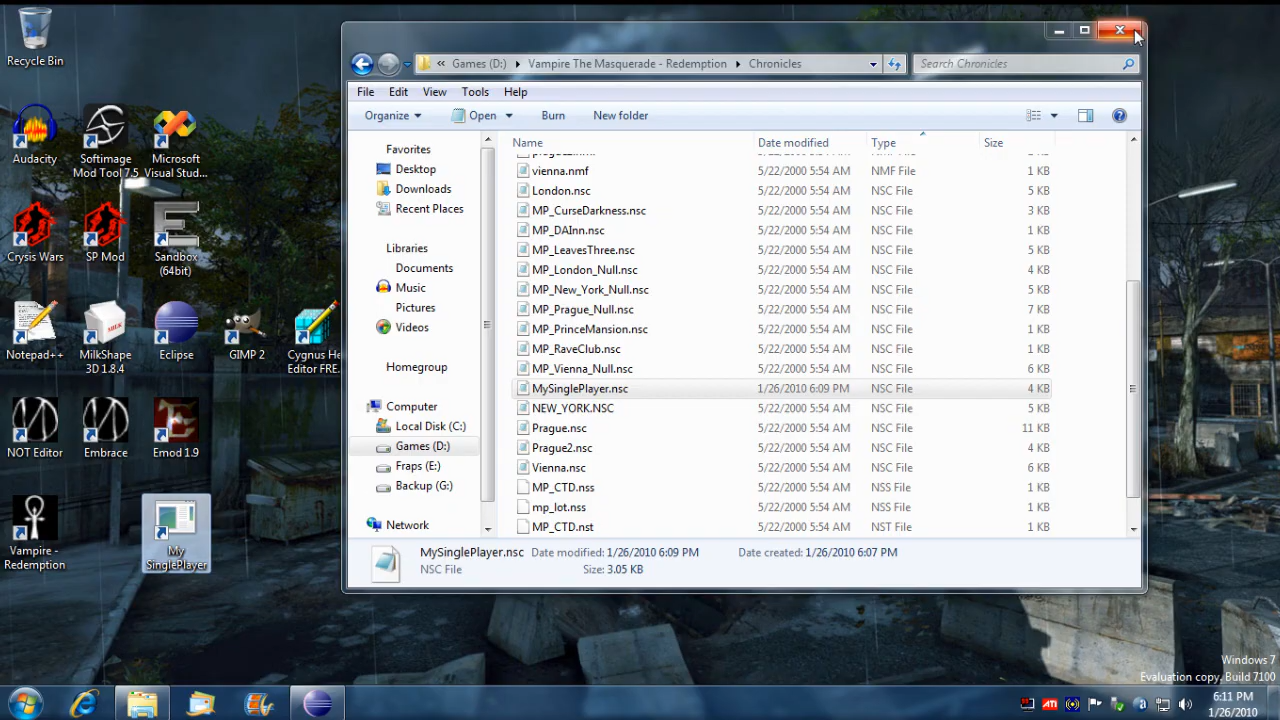 Recycle Bin
Audacity
Softimage
Mod Tool 7.5
Microsoft
Visual Stud...
Crysis Wars
SP Mod
Sandbox
(64bit)
Notepad++
MilkShape
3D 1.8.4
Eclipse
GIMP 2
Cygnus He
Editor FRE.
NOT Editor
Embrace
Emod 1.9
Vampire -
Redemption
My
SinglePlayer
« Games (D:) Vampire The Masquerade - Redemption Chronicles
Search Chronicles
File Edit View Tools Help
Organize Open Burn New folder
Favorites
Desktop
Downloads
Recent Places
Libraries
Documents
Music
Pictures
Videos
Homegroup
Computer
Local Disk (C:)
Games (D:)
Fraps (E:)
Backup (G:)
Network
Name Date modified Type Size
vienna.nmf 5/22/2000 5:54 AM NMF File 1 KB
London.nsc 5/22/2000 5:54 AM NSC File 5 KB
MP_CurseDarkness.nsc 5/22/2000 5:54 AM NSC File 3 KB
MP_DAInn.nsc 5/22/2000 5:54 AM NSC File 1 KB
MP_LeavesThree.nsc 5/22/2000 5:54 AM NSC File 5 KB
MP_London_Null.nsc 5/22/2000 5:54 AM NSC File 4 KB
MP_New_York_Null.nsc 5/22/2000 5:54 AM NSC File 5 KB
MP_Prague_Null.nsc 5/22/2000 5:54 AM NSC File 7 KB
MP_PrinceMansion.nsc 5/22/2000 5:54 AM NSC File 1 KB
MP_RaveClub.nsc 5/22/2000 5:54 AM NSC File 1 KB
MP_Vienna_Null.nsc 5/22/2000 5:54 AM NSC File 6 KB
MySinglePlayer.nsc 1/26/2010 6:09 PM NSC File 4 KB
NEW_YORK.NSC 5/22/2000 5:54 AM NSC File 5 KB
Prague.nsc 5/22/2000 5:54 AM NSC File 11 KB
Prague2.nsc 5/22/2000 5:54 AM NSC File 4 KB
Vienna.nsc 5/22/2000 5:54 AM NSC File 6 KB
MP_CTD.nss 5/22/2000 5:54 AM NSS File 1 KB
mp_lot.nss 5/22/2000 5:54 AM NSS File 1 KB
MP_CTD.nst 5/22/2000 5:54 AM NST File 1 KB
MySinglePlayer.nsc Date modified: 1/26/2010 6:09 PM Date created: 1/26/2010 6:07 PM
NSC File Size: 3.05 KB
Windows 7
Evaluation copy. Build 7100
ATI
6:11 PM
1/26/2010